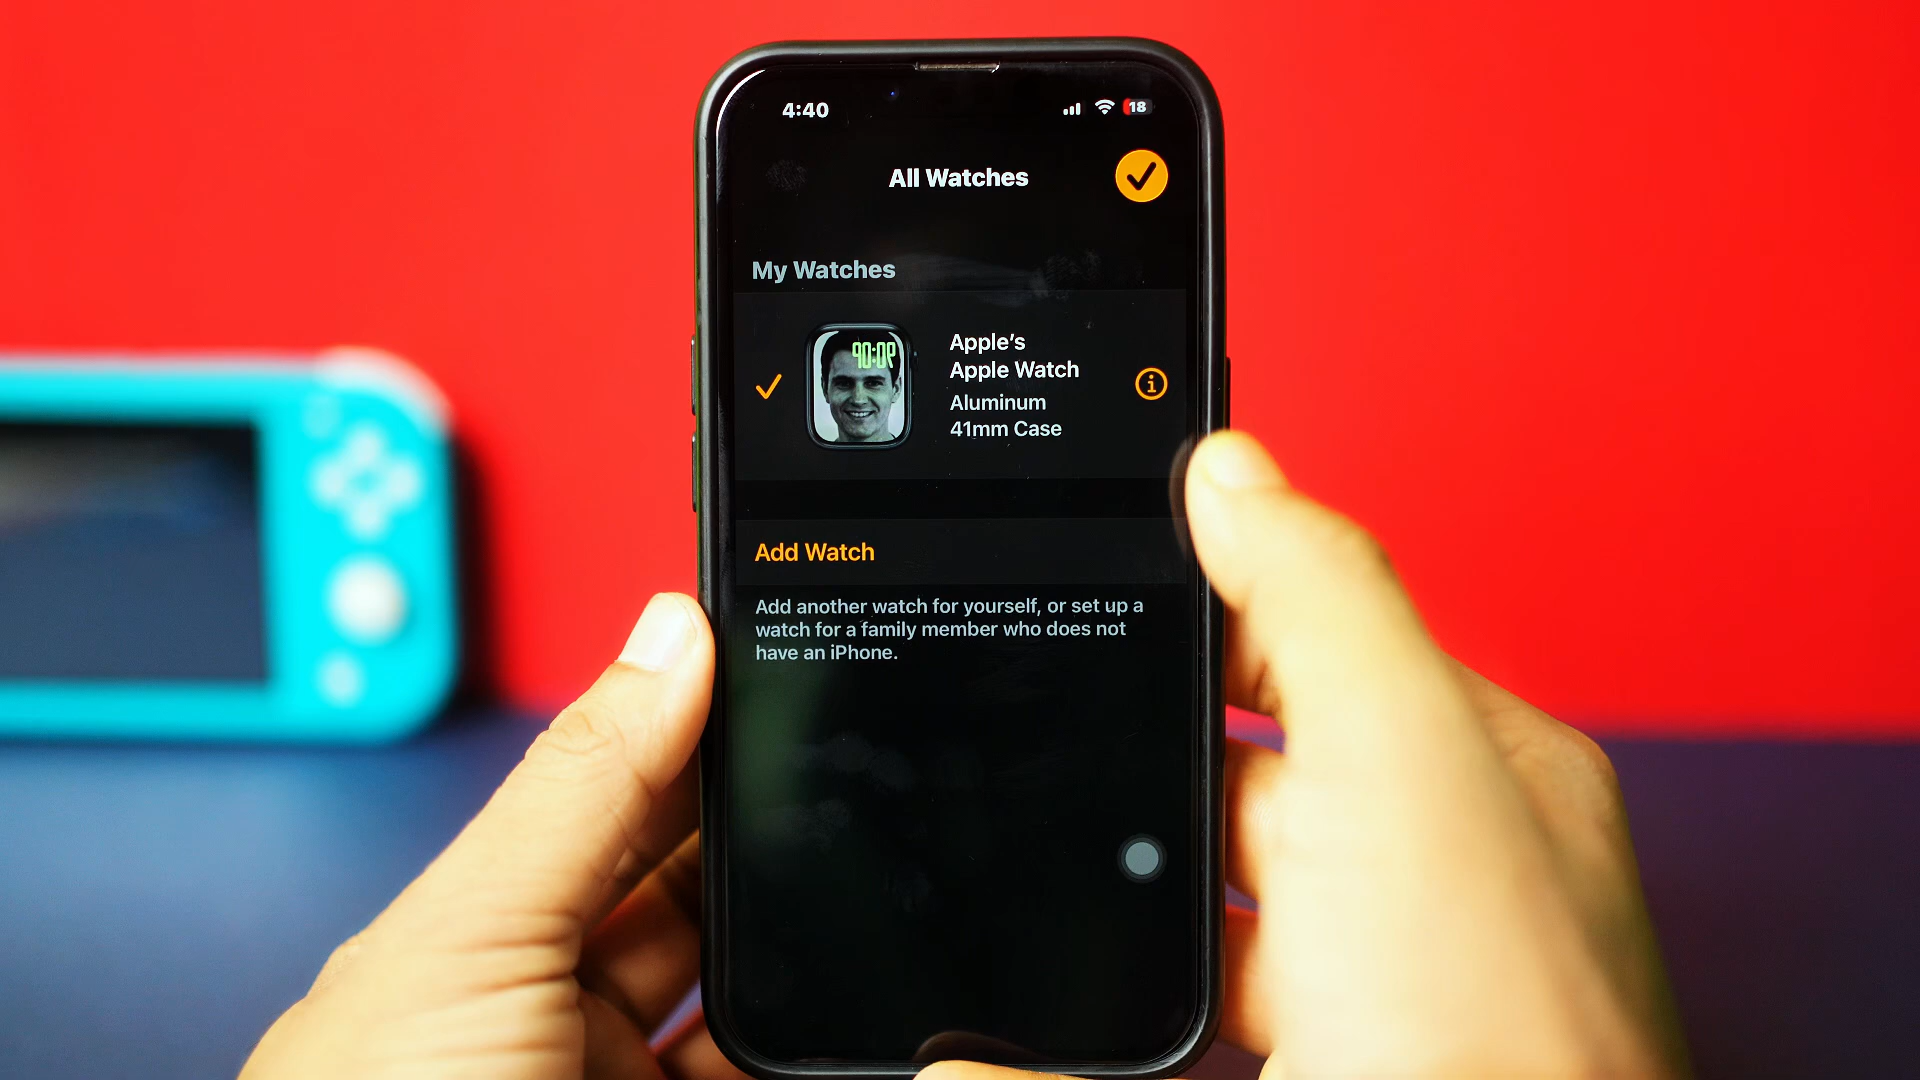 4:40
18
All Watches
My Watches
Apple's
Apple Watch
Aluminum
41mm Case
Add Watch
Add another watch for yourself, or set up a
watch for a family member who does not
have an iPhone.